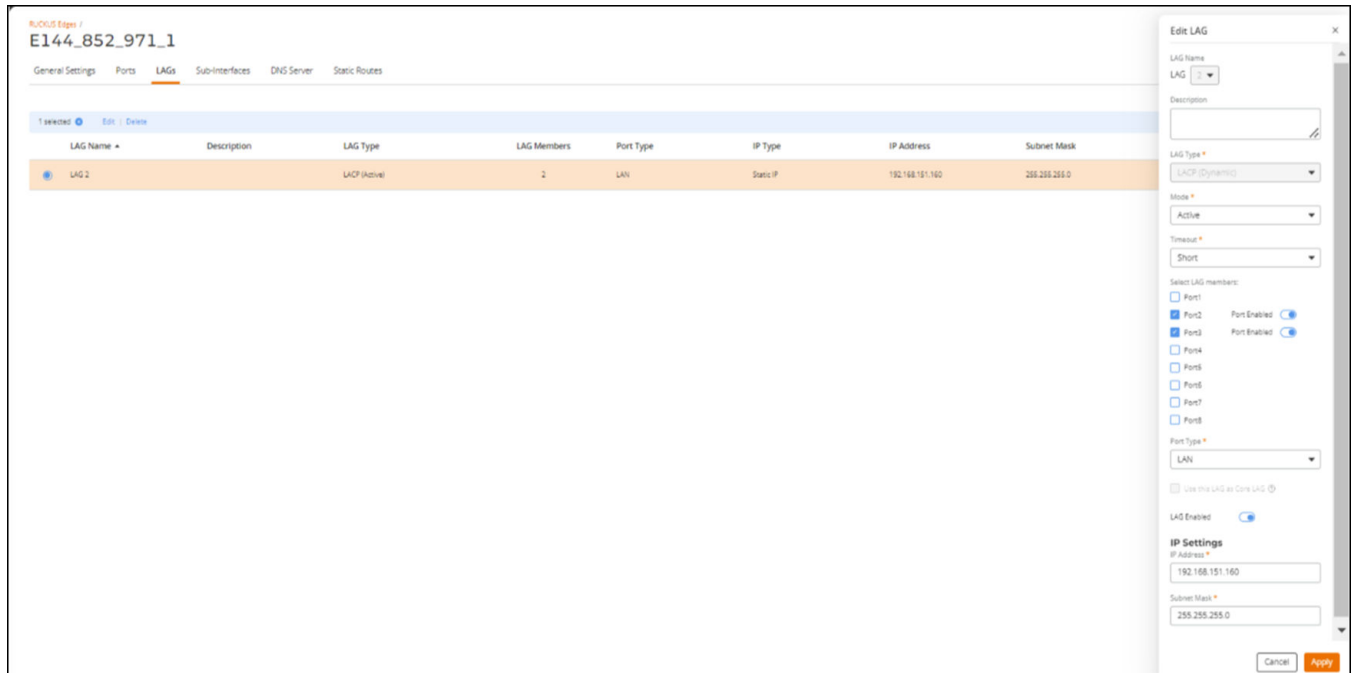 RUCKUS Edges /
E144_852_971_1
General Settings Ports LAGs Sub-Interfaces DNS Server Static Routes
1 selected Edit | Delete
LAG Name Description LAG Type LAG Members Port Type IP Type IP Address Subnet Mask
LAG 2 LACP (Active) 2 LAN Static IP 192.168.151.160 255.255.255.0
Edit LAG
LAG Name
LAG 2
Description
LAG Type *
LACP (Dynamic)
Mode *
Active
Timeout *
Short
Select LAG members:
Port1
Port2 Port Enabled
Port3 Port Enabled
Port4
Port5
Port6
Port7
Port8
Port Type *
LAN
Use this LAG as Core LAG
LAG Enabled
IP Settings
IP Address *
192.168.151.160
Subnet Mask *
255.255.255.0
Cancel Apply